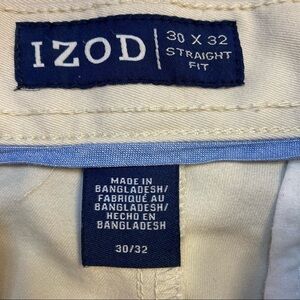 IZOD
30 X 32
STRAIGHT
FIT
MADE IN
BANGLADESH/
FABRIQUÉ AU
BANGLADESH/
HECHO EN
BANGLADESH
30/32